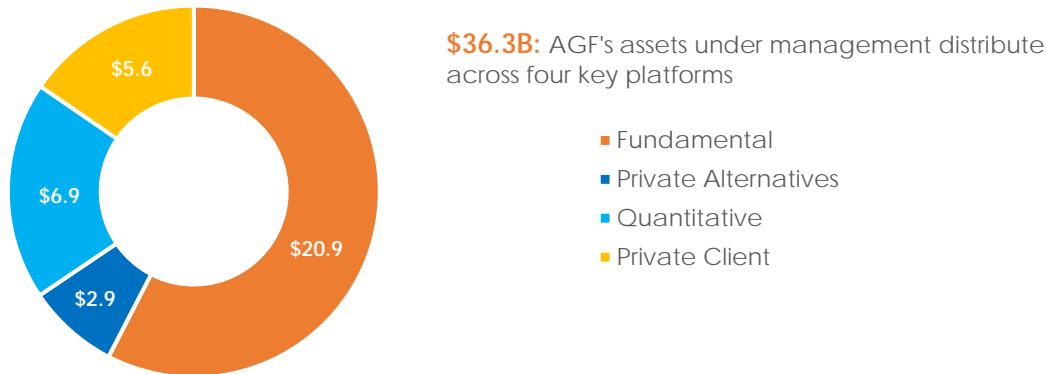 $5.6
$6.9
$2.9
$20.9
$36.3B: AGF's assets under management distribute
across four key platforms
Fundamental
Private Alternatives
Quantitative
Private Client